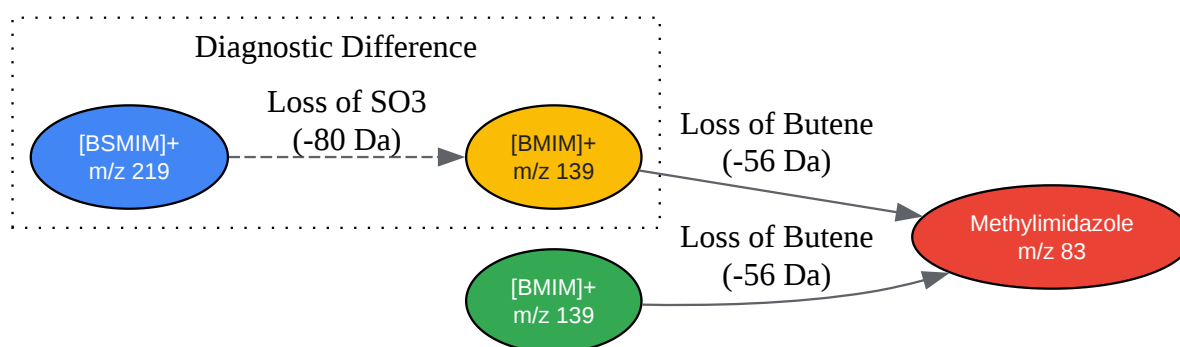 Diagnostic Difference
[BSMIM]+
m/z 219
Loss of SO3
(-80 Da)
[BMIM]+
m/z 139
Loss of Butene
(-56 Da)
Methylimidazole
m/z 83
Loss of Butene
(-56 Da)
[BMIM]+
m/z 139